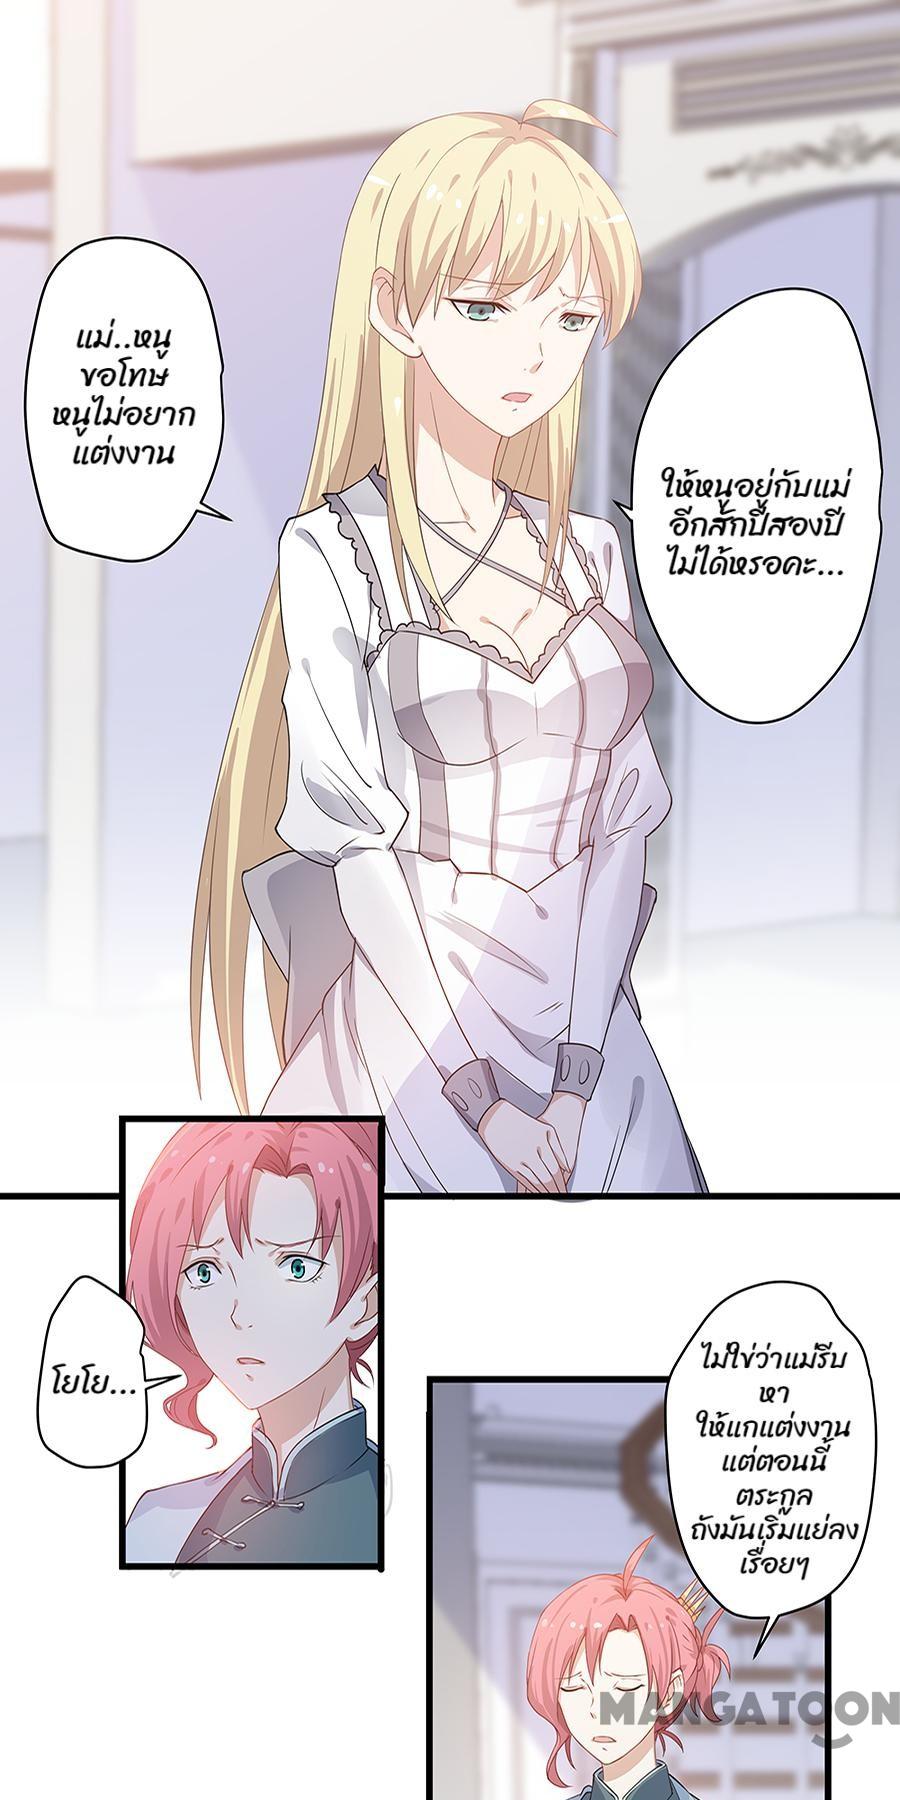 แม่..หนู
ขอโทษ
หนูไม่อยาก
แต่งงาน
ให้หนูอยู่กับแม่
อีกสักปีสองปี
ไม่ได้หรอคะ...
โยโย...
ไม่ใช่ว่าแม่รีบ
หา
ให้แกแต่งงาน
แต่ตอนนี้
ตระกูล
ถังมันเริ่มแย่ลง
เรื่อยๆ
MANGATOON